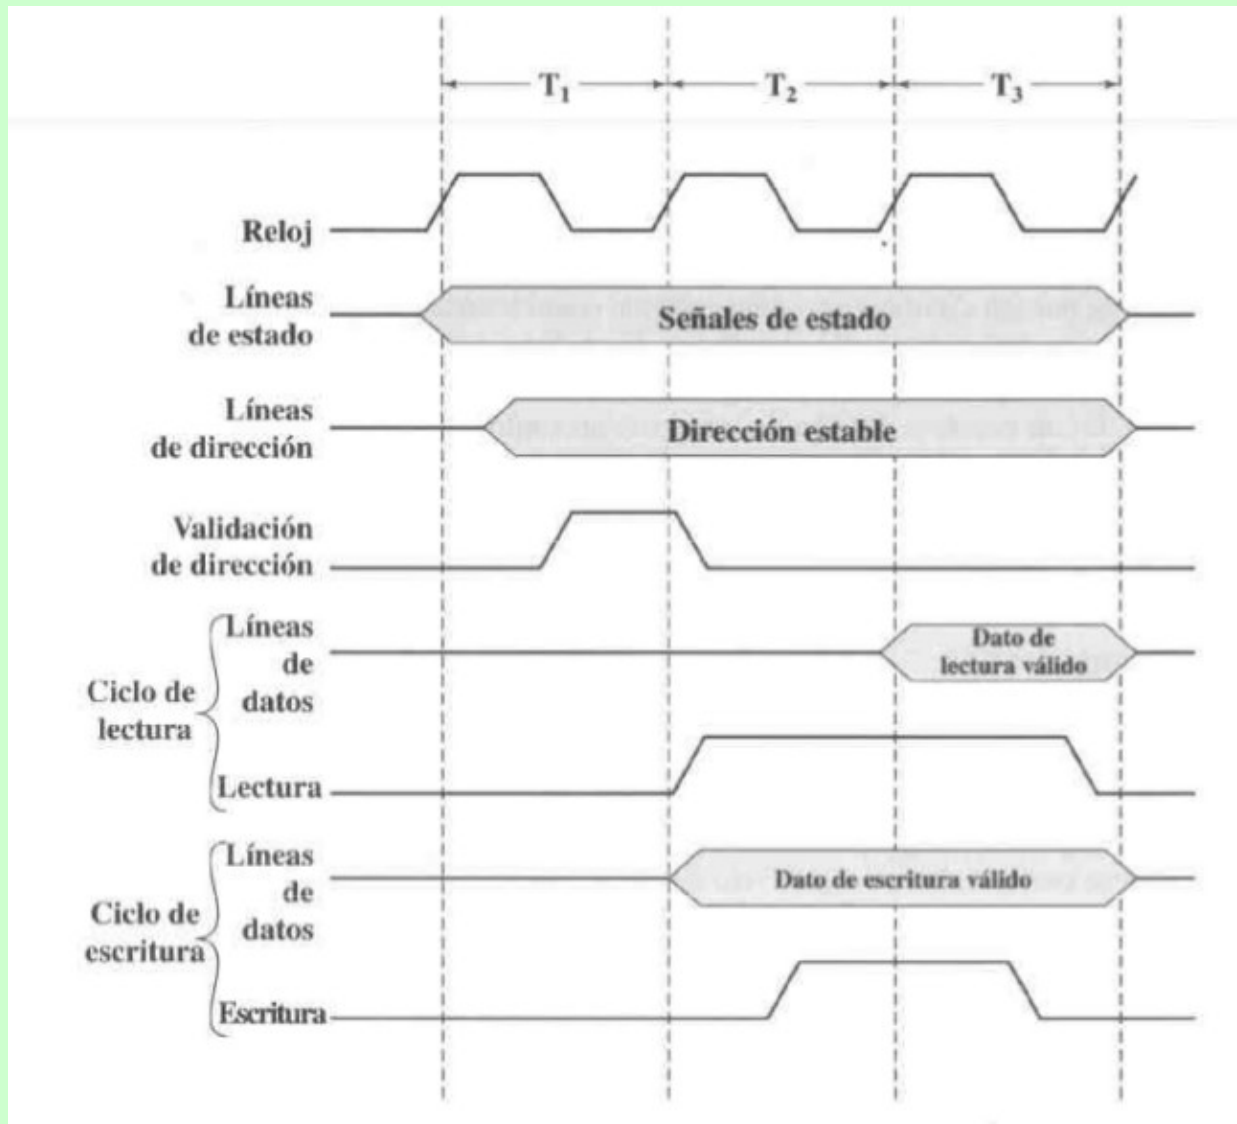 T1
T2
T3
Reloj
Líneas
de estado
Señales de estado
Líneas
de dirección
Dirección estable
Validación
de dirección
Ciclo de
lectura
Líneas
de
datos
Dato de
lectura válido
Lectura
Ciclo de
escritura
Líneas
de
datos
Dato de escritura válido
Escritura